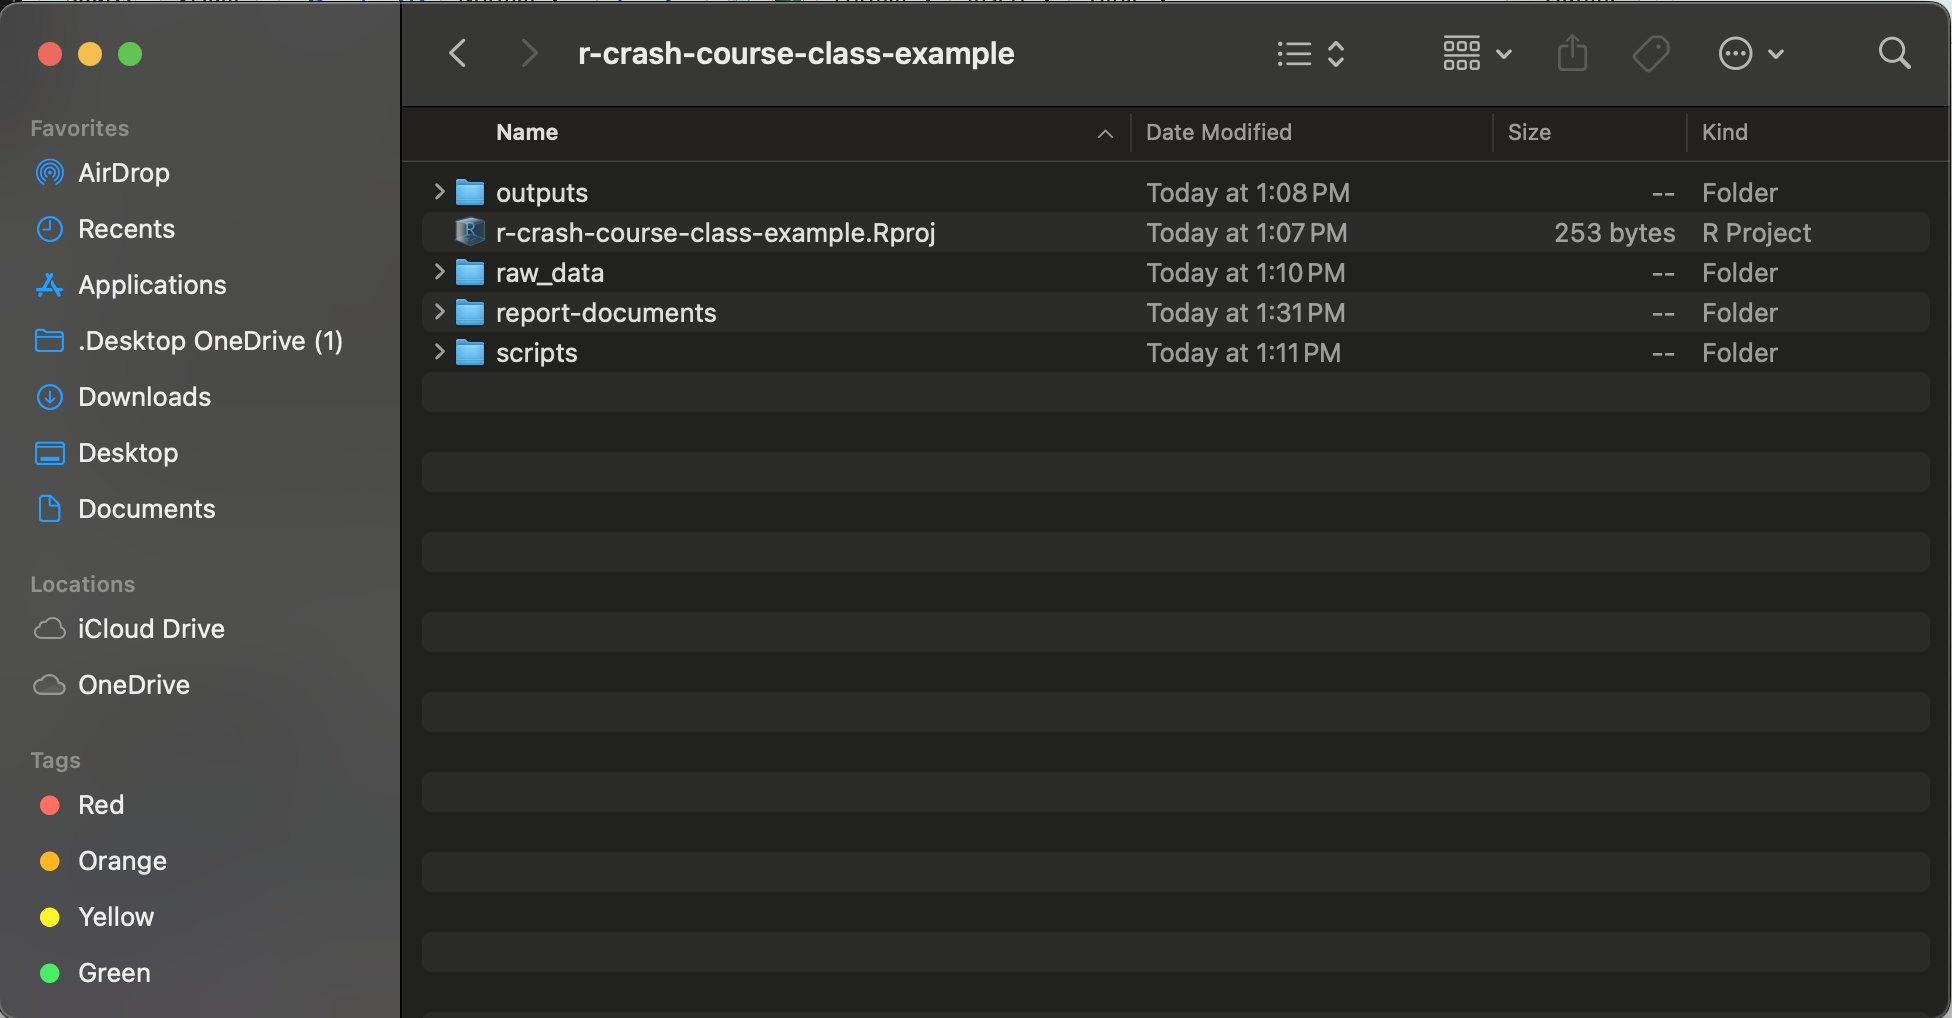 r-crash-course-class-example
Favorites
AirDrop
Recents
Applications
.Desktop OneDrive (1)
Downloads
Desktop
Documents
Locations
iCloud Drive
OneDrive
Tags
Red
Orange
Yellow
Green
Name Date Modified Size Kind
outputs Today at 1:08 PM -- Folder
r-crash-course-class-example.Rproj Today at 1:07 PM 253 bytes R Project
raw_data Today at 1:10 PM -- Folder
report-documents Today at 1:31 PM -- Folder
scripts Today at 1:11 PM -- Folder